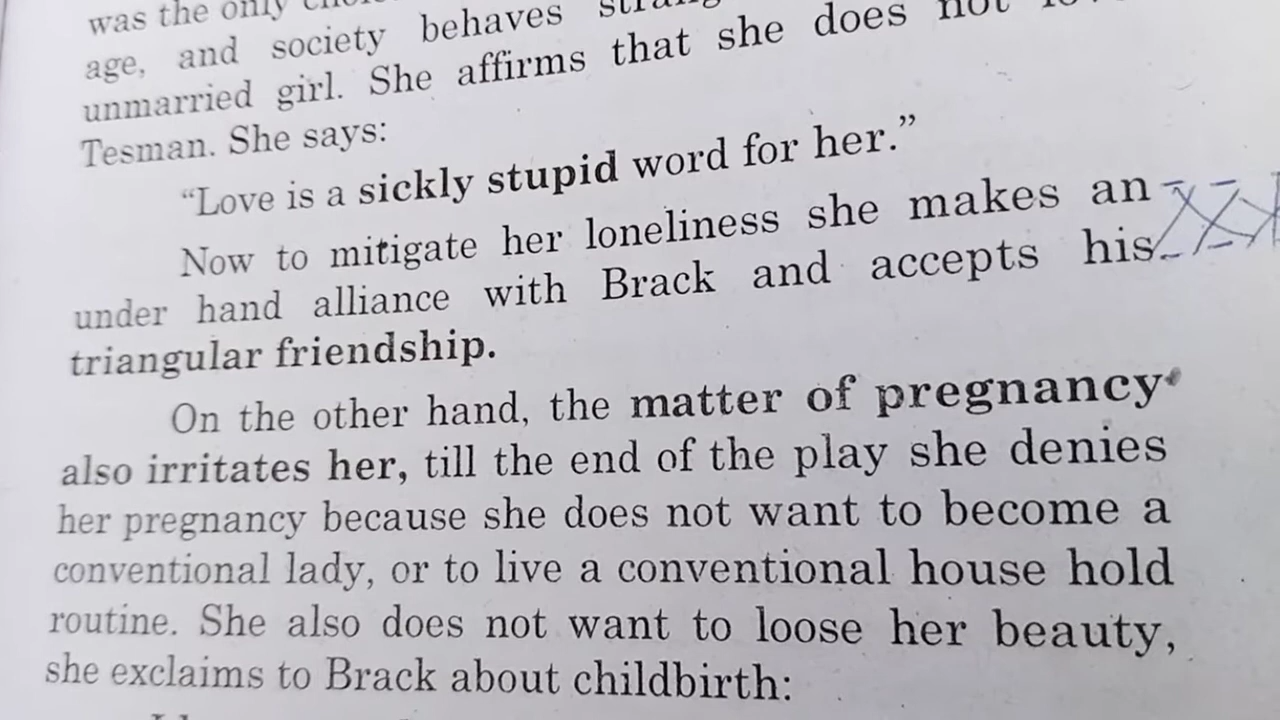 was the only
age, and society behaves
unmarried girl. She affirms that she does not
Tesman. She says:
“Love is a sickly stupid word for her.”
Now to mitigate her loneliness she makes an
under hand alliance with Brack and accepts his
triangular friendship.
On the other hand, the matter of pregnancy
also irritates her, till the end of the play she denies
her pregnancy because she does not want to become a
conventional lady, or to live a conventional house hold
routine. She also does not want to loose her beauty,
she exclaims to Brack about childbirth: